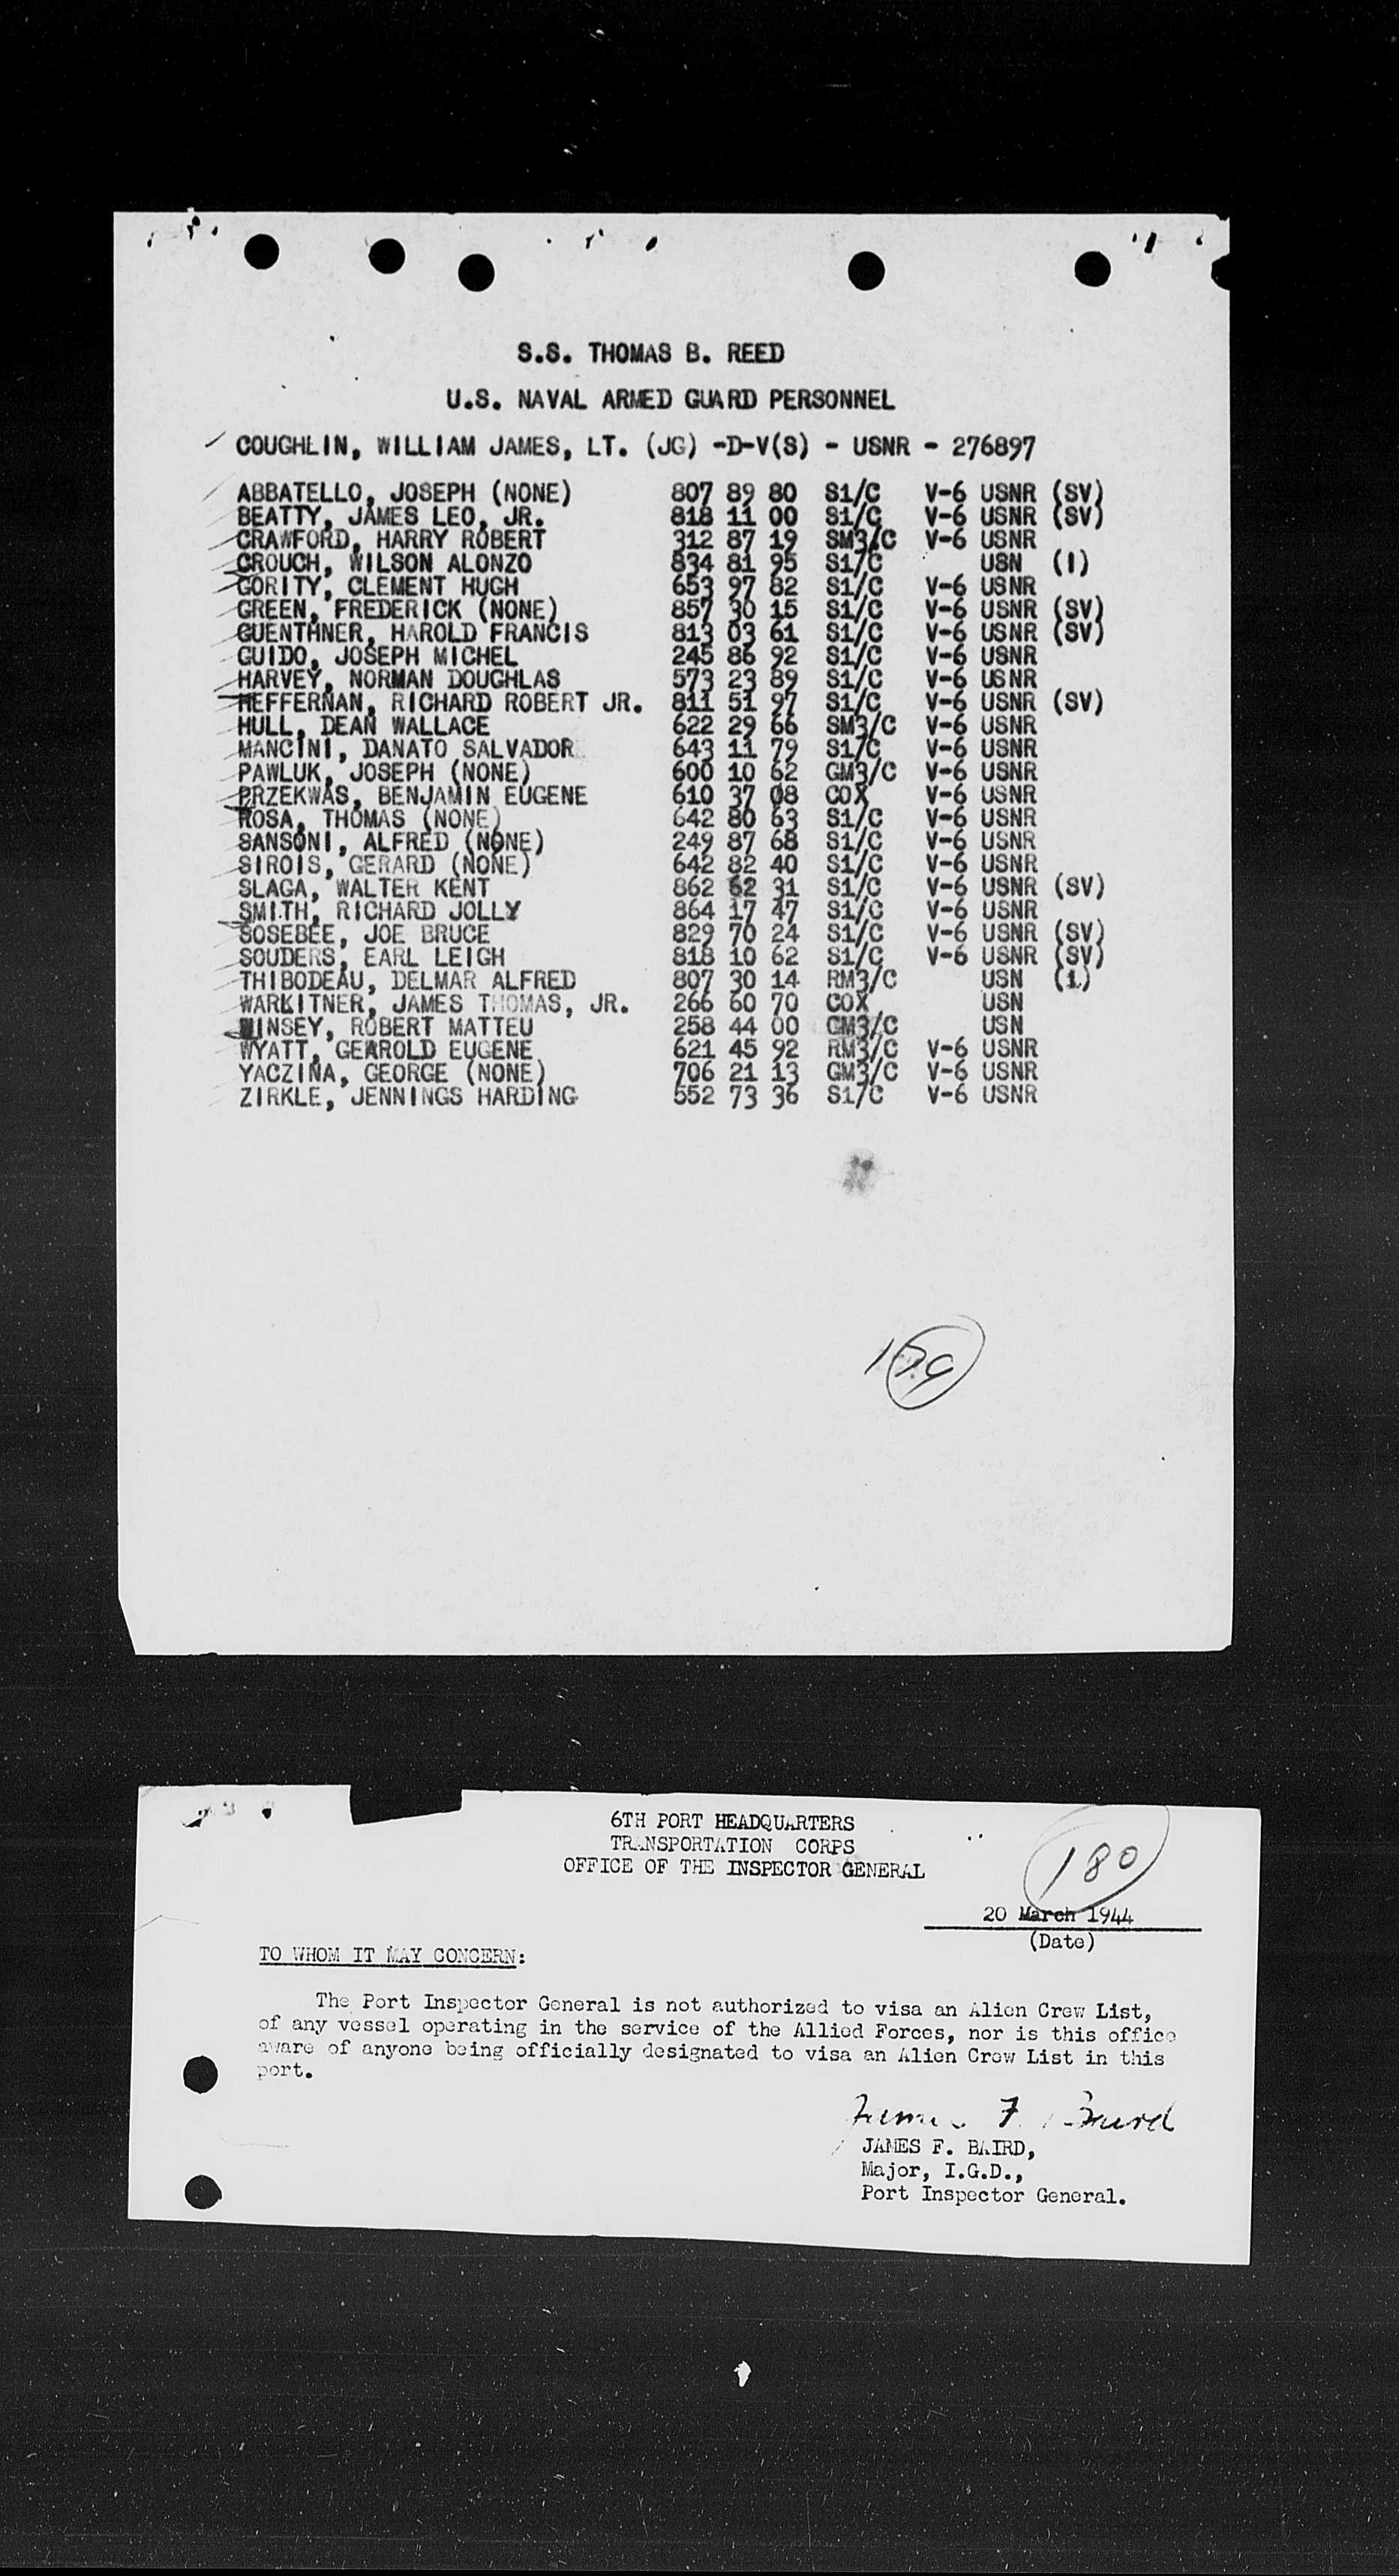 S.S. THOMAS B. REED
U.S. NAVAL ARMED GUARD PERSONNEL
COUGHLIN, WILLIAM JAMES, LT. (JG) -D-V(S) - USNR - 276897
ABBATELLO, JOSEPH (NONE) 807 89 80 S1/C V-6 USNR (SV)
BEATTY, JAMES LEO, JR. 818 11 00 S1/C V-6 USNR (SV)
CRAWFORD, HARRY ROBERT 312 87 19 SM3/C V-6 USNR
CROUCH, WILSON ALONZO 834 81 95 S1/C USN (I)
GORITY, CLEMENT HUGH 653 97 82 S1/C V-6 USNR
GREEN, FREDERICK (NONE) 857 30 15 S1/C V-6 USNR (SV)
GUENTHNER, HAROLD FRANCIS 813 03 61 S1/C V-6 USNR (SV)
GUIDO, JOSEPH MICHEL 245 86 92 S1/C V-6 USNR
HARVEY, NORMAN DOUGHLAS 573 23 89 S1/C V-6 USNR
HEFFERNAN, RICHARD ROBERT JR. 811 51 97 S1/C V-6 USNR (SV)
HULL, DEAN WALLACE 622 29 66 SM3/C V-6 USNR
MANCINI, DANATO SALVADOR 643 11 79 S1/C V-6 USNR
PAWLUK, JOSEPH (NONE) 600 10 62 GM3/C V-6 USNR
PRZEKWAS, BENJAMIN EUGENE 610 37 08 COX V-6 USNR
ROSA, THOMAS (NONE) 642 80 63 S1/C V-6 USNR
SANSONI, ALFRED (NONE) 249 87 68 S1/C V-6 USNR
SIROIS, GERARD (NONE) 642 82 40 S1/C V-6 USNR
SLAGA, WALTER KENT 862 62 31 S1/C V-6 USNR (SV)
SMITH, RICHARD JOLLY 864 17 47 S1/C V-6 USNR
SOSEBEE, JOE BRUCE 829 70 24 S1/C V-6 USNR (SV)
SOUDERS, EARL LEIGH 818 10 62 S1/C V-6 USNR (SV)
THIBODEAU, DELMAR ALFRED 807 30 14 RM3/C USN (I)
WARKITNER, JAMES THOMAS, JR. 266 60 70 COX USN
WINSEY, ROBERT MATTEU 258 44 00 GM3/C USN
WYATT, GEAROLD EUGENE 621 45 92 RM3/C V-6 USNR
YACZINA, GEORGE (NONE) 706 21 13 GM3/C V-6 USNR
ZIRKLE, JENNINGS HARDING 552 73 36 S1/C V-6 USNR
179
6TH PORT HEADQUARTERS
TRANSPORTATION CORPS
OFFICE OF THE INSPECTOR GENERAL
180
20 March 1944
(Date)
TO WHOM IT MAY CONCERN:
The Port Inspector General is not authorized to visa an Alien Crew List,
of any vessel operating in the service of the Allied Forces, nor is this office
aware of anyone being officially designated to visa an Alien Crew List in this
port.
James F. Baird
JAMES F. BAIRD,
Major, I.G.D.,
Port Inspector General.